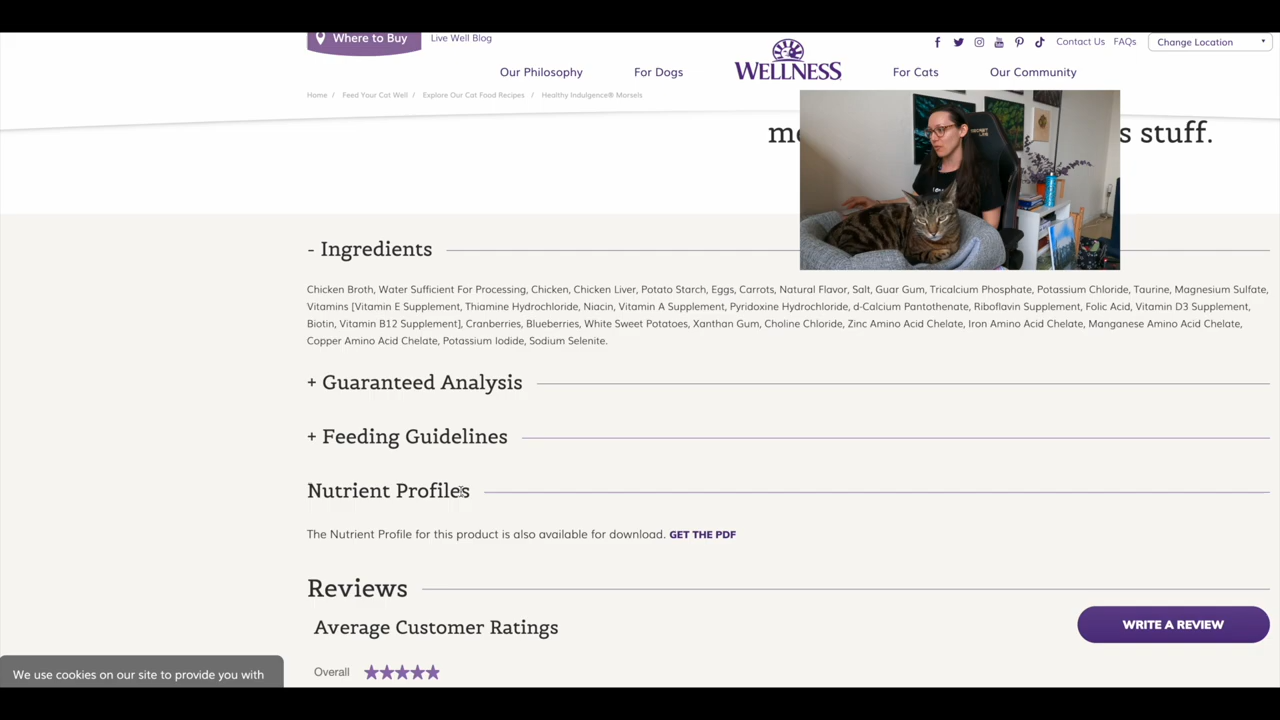 Where to Buy
Live Well Blog
Contact Us
FAQs
Change Location
Our Philosophy
For Dogs
WELLNESS
For Cats
Our Community
Home / Feed Your Cat Well / Explore Our Cat Food Recipes / Healthy Indulgence® Morsels
s stuff.
- Ingredients
Chicken Broth, Water Sufficient For Processing, Chicken, Chicken Liver, Potato Starch, Eggs, Carrots, Natural Flavor, Salt, Guar Gum, Tricalcium Phosphate, Potassium Chloride, Taurine, Magnesium Sulfate,
Vitamins [Vitamin E Supplement, Thiamine Hydrochloride, Niacin, Vitamin A Supplement, Pyridoxine Hydrochloride, d-Calcium Pantothenate, Riboflavin Supplement, Folic Acid, Vitamin D3 Supplement,
Biotin, Vitamin B12 Supplement], Cranberries, Blueberries, White Sweet Potatoes, Xanthan Gum, Choline Chloride, Zinc Amino Acid Chelate, Iron Amino Acid Chelate, Manganese Amino Acid Chelate,
Copper Amino Acid Chelate, Potassium Iodide, Sodium Selenite.
+ Guaranteed Analysis
+ Feeding Guidelines
Nutrient Profiles
The Nutrient Profile for this product is also available for download. GET THE PDF
Reviews
Average Customer Ratings
WRITE A REVIEW
Overall
We use cookies on our site to provide you with